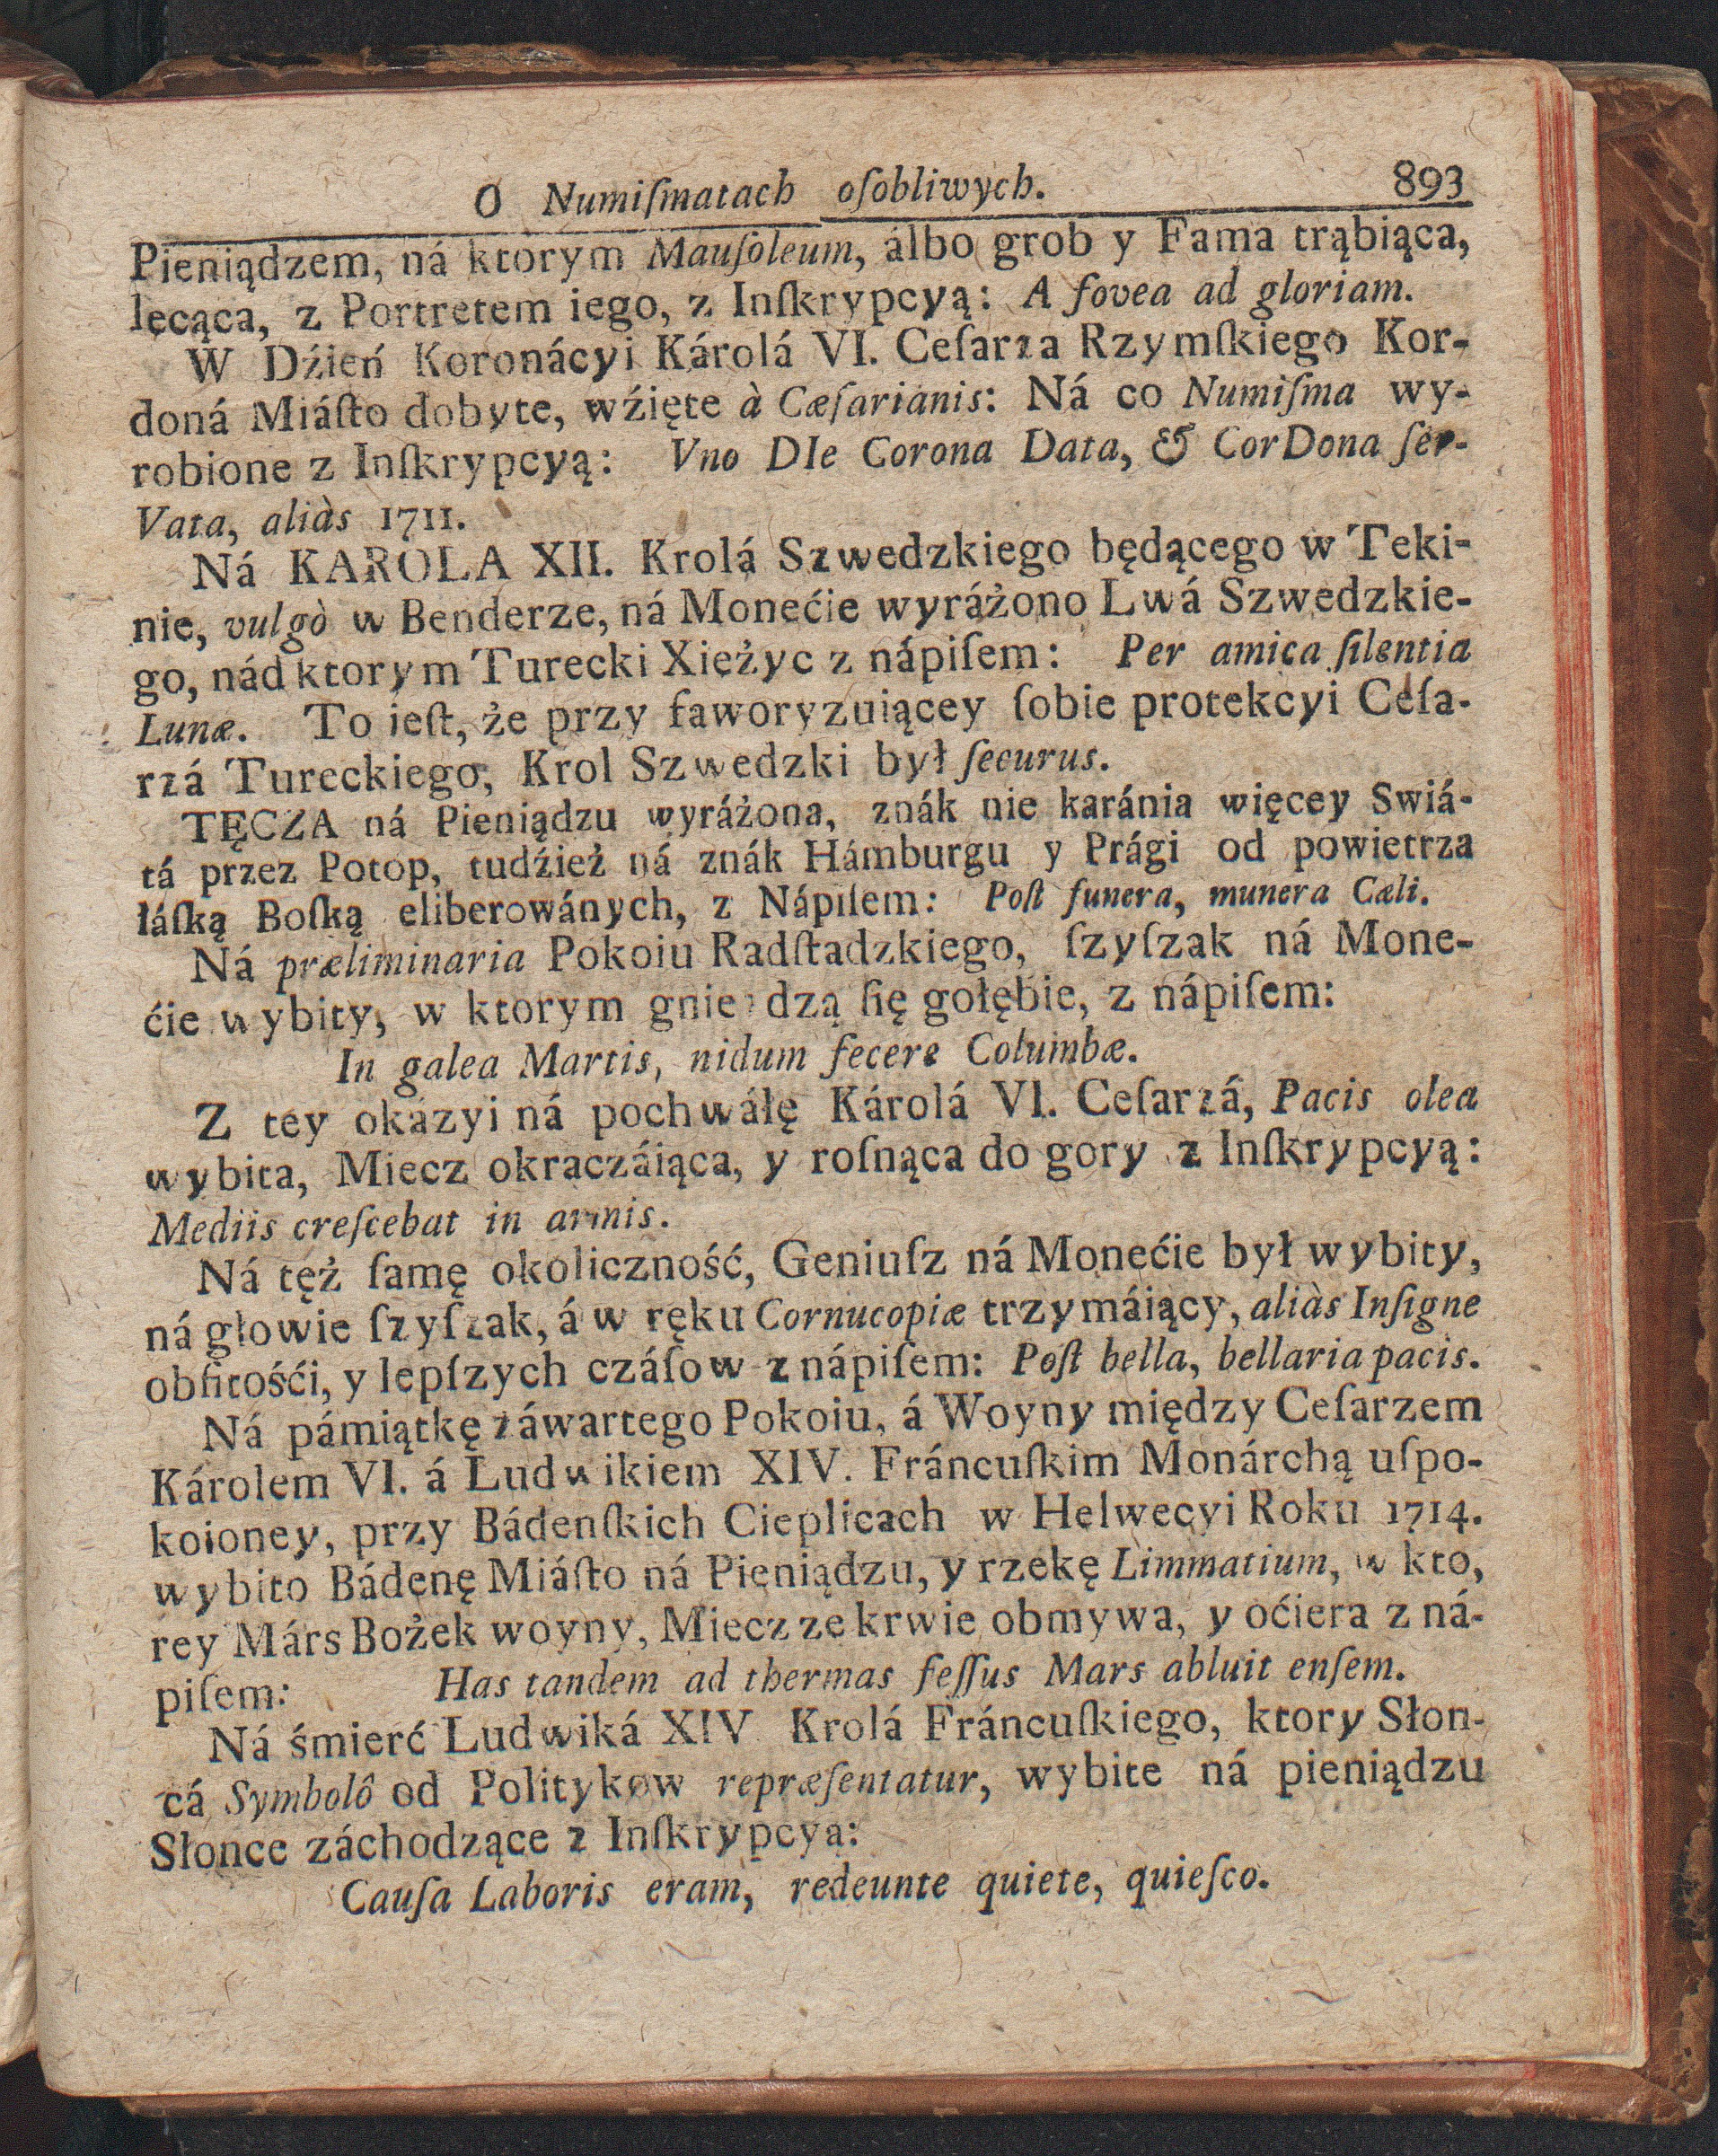 O Numiſmatach oſobliwych. 893
Pieniądzem, ná ktorym Mauſoleum, álbo grob y Fama trąbiąca,
lęcąca, z Portretem iego, z Inſkrypcyą: A fovea ad gloriam.
W Dźień Koronácyi Károlá VI. Ceſarza Rzymſkiego Kor-
doná Miáſto dobyte, wźięte à Cæſarianis: Ná co Numiſma wy-
robione z Inſkrypcyą: Vno DIe Corona Data, & CorDona ſer-
Vata, aliàs 1711.
Ná KAROLA XII. Krolá Szwedzkiego będącego w Teki-
nie, vulgò w Benderze, ná Monećie wyráżono Lwá Szwedzkie-
go, nád ktorym Turecki Xiężyc z nápiſem: Per amica ſilentia
Lunæ. To ieſt, że przy faworyzuiącey ſobie protekcyi Ceſa-
rzá Tureckiego, Krol Szwedzki był ſecurus.
TĘCZA ná Pieniądzu wyráżona, znák nie karánia więcey Swiá-
tá przez Potop, tudźież ná znák Hámburgu y Prági od powietrza
łáſką Boſką eliberowánych, z Nápiſem: Poſt funera, munera Cæli.
Ná præliminaria Pokoiu Radſtadzkiego, ſzyſzak ná Mone-
ćie wybity, w ktorym gnie dzą ſię gołębie, z nápiſem:
In galea Martis, nidum fecere Columbæ.
Z tey okázyi ná pochwáłę Károlá VI. Ceſarzá, Pacis olea
wybita, Miecz okraczáiąca, y roſnąca do gory z Inſkrypcyą:
Mediis creſcebat in armis.
Ná tęż ſamę okoliczność, Geniuſz ná Monećie był wybity,
ná głowie ſzyſzak, á w ręku Cornucopiæ trzymáiący, aliàs Inſigne
obfitośći, y lepſzych czáſow z nápiſem: Poſt bella, bellaria pacis.
Ná pámiątkę záwartego Pokoiu, á Woyny między Ceſarzem
Károlem VI. á Ludwikiem XIV. Fráncuſkim Monárchą uſpo-
koioney, przy Bádenſkich Cieplicach w Helwecyi Roku 1714.
wybito Bádenę Miáſto ná Pieniądzu, y rzekę Limmatium, w kto,
rey Márs Bożek woyny, Miecz ze krwie obmywa, y oćiera z ná-
piſem: Has tandem ad thermas feſſus Mars abluit enſem.
Ná śmierć Ludwiká XIV Krolá Fráncuſkiego, ktory Słon-
cá Symbolô od Politykow repræſentatur, wybite ná pieniądzu
Słonce záchodzące z Inſkrypcya:
Cauſa Laboris eram, redeunte quiete, quieſco.